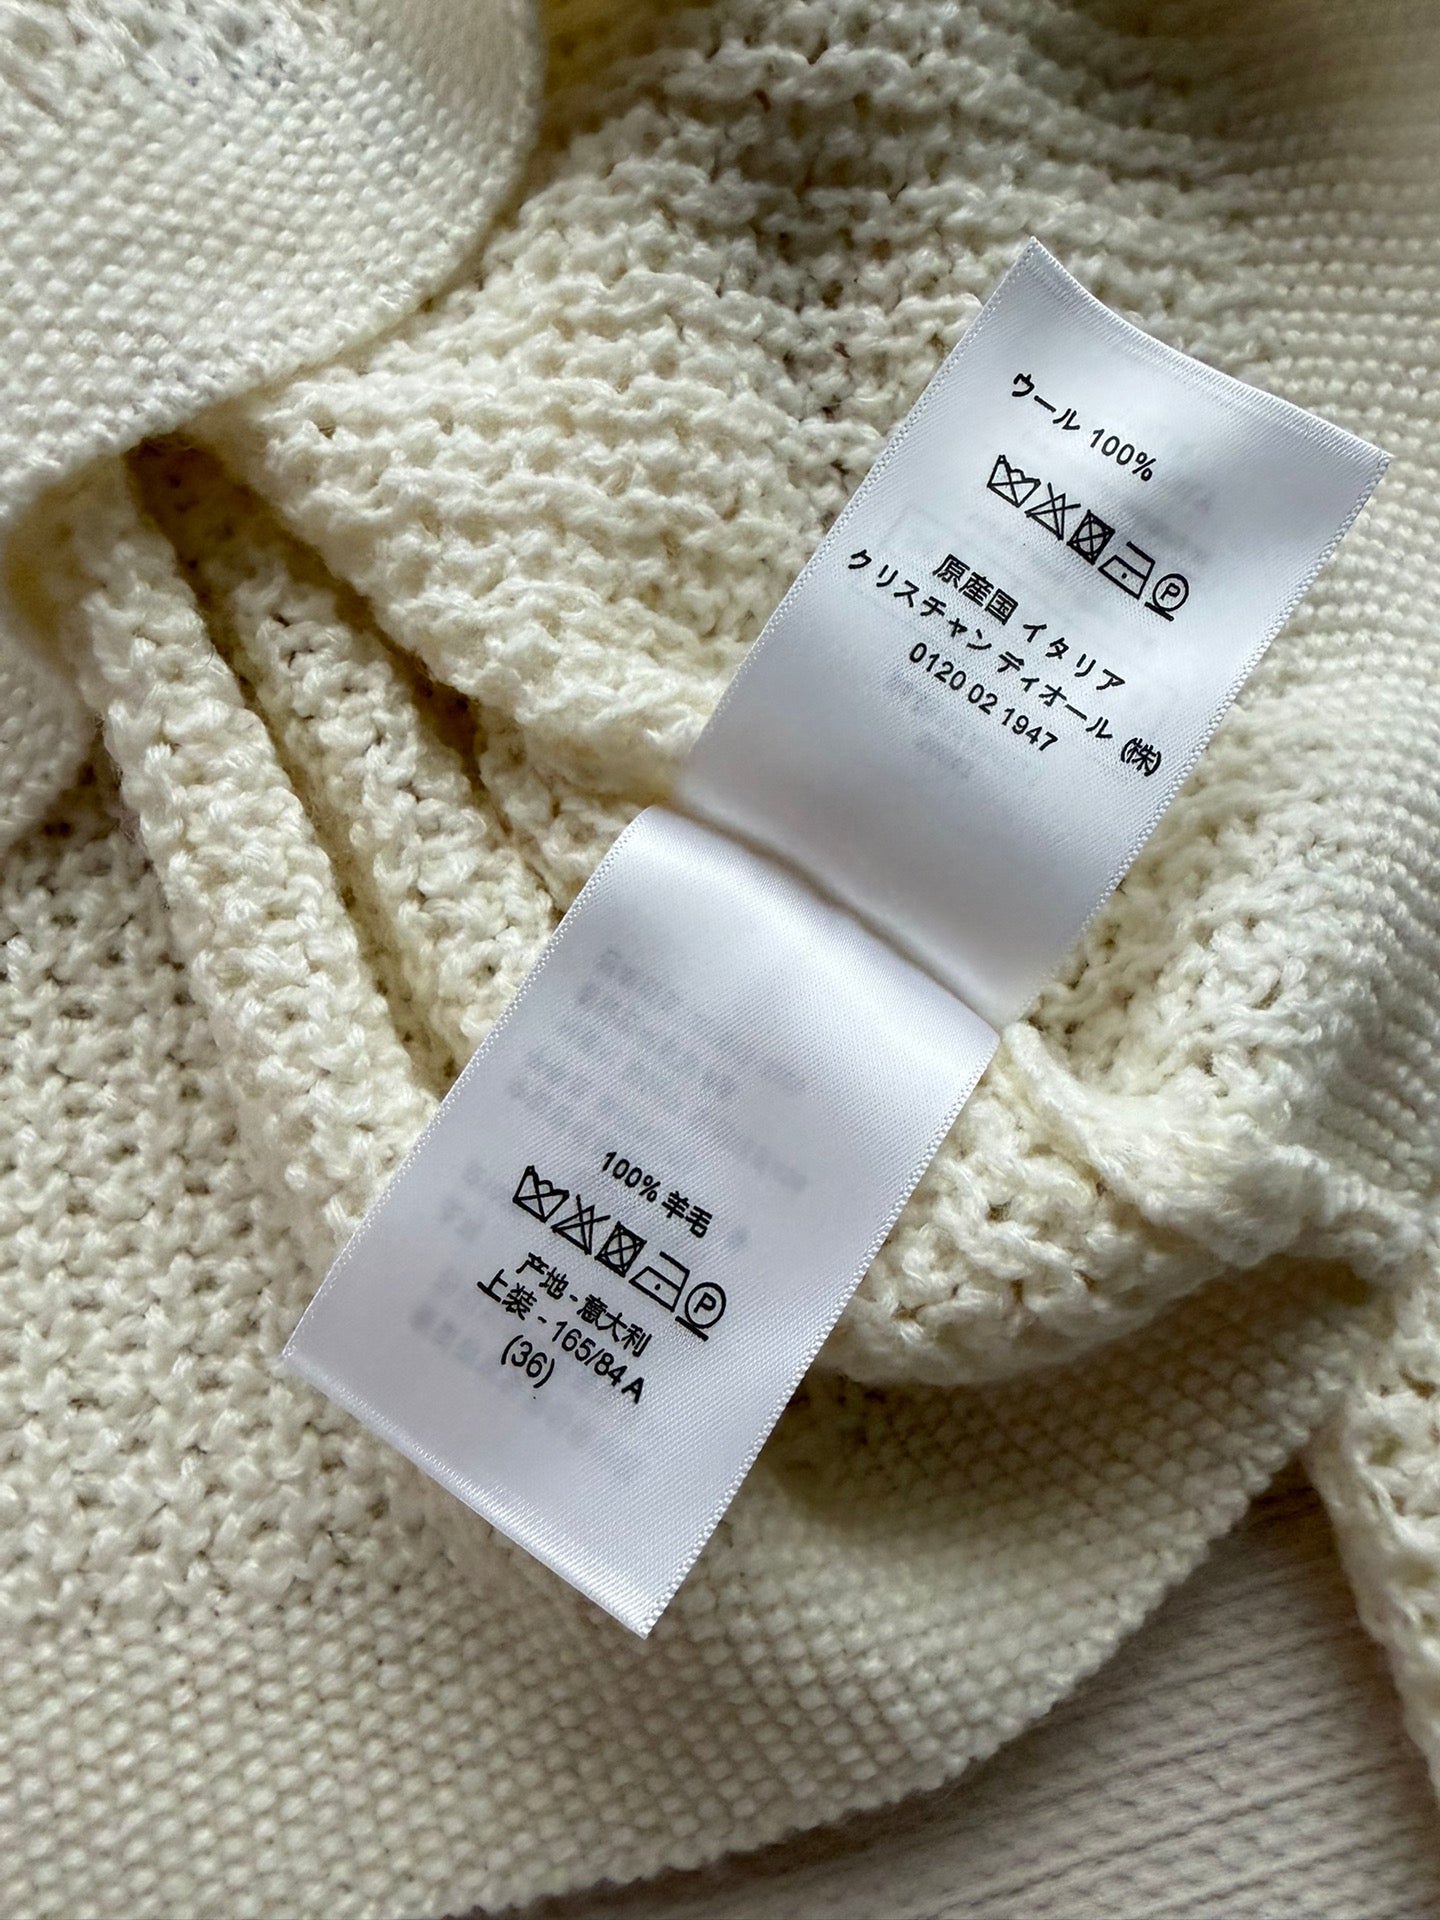 ウール 100%
P
原産国 イタリア
クリスチャン ディオール (株)
0120 02 1947
100% 羊毛
P
产地 - 意大利
上装 - 165/84 A
(36)